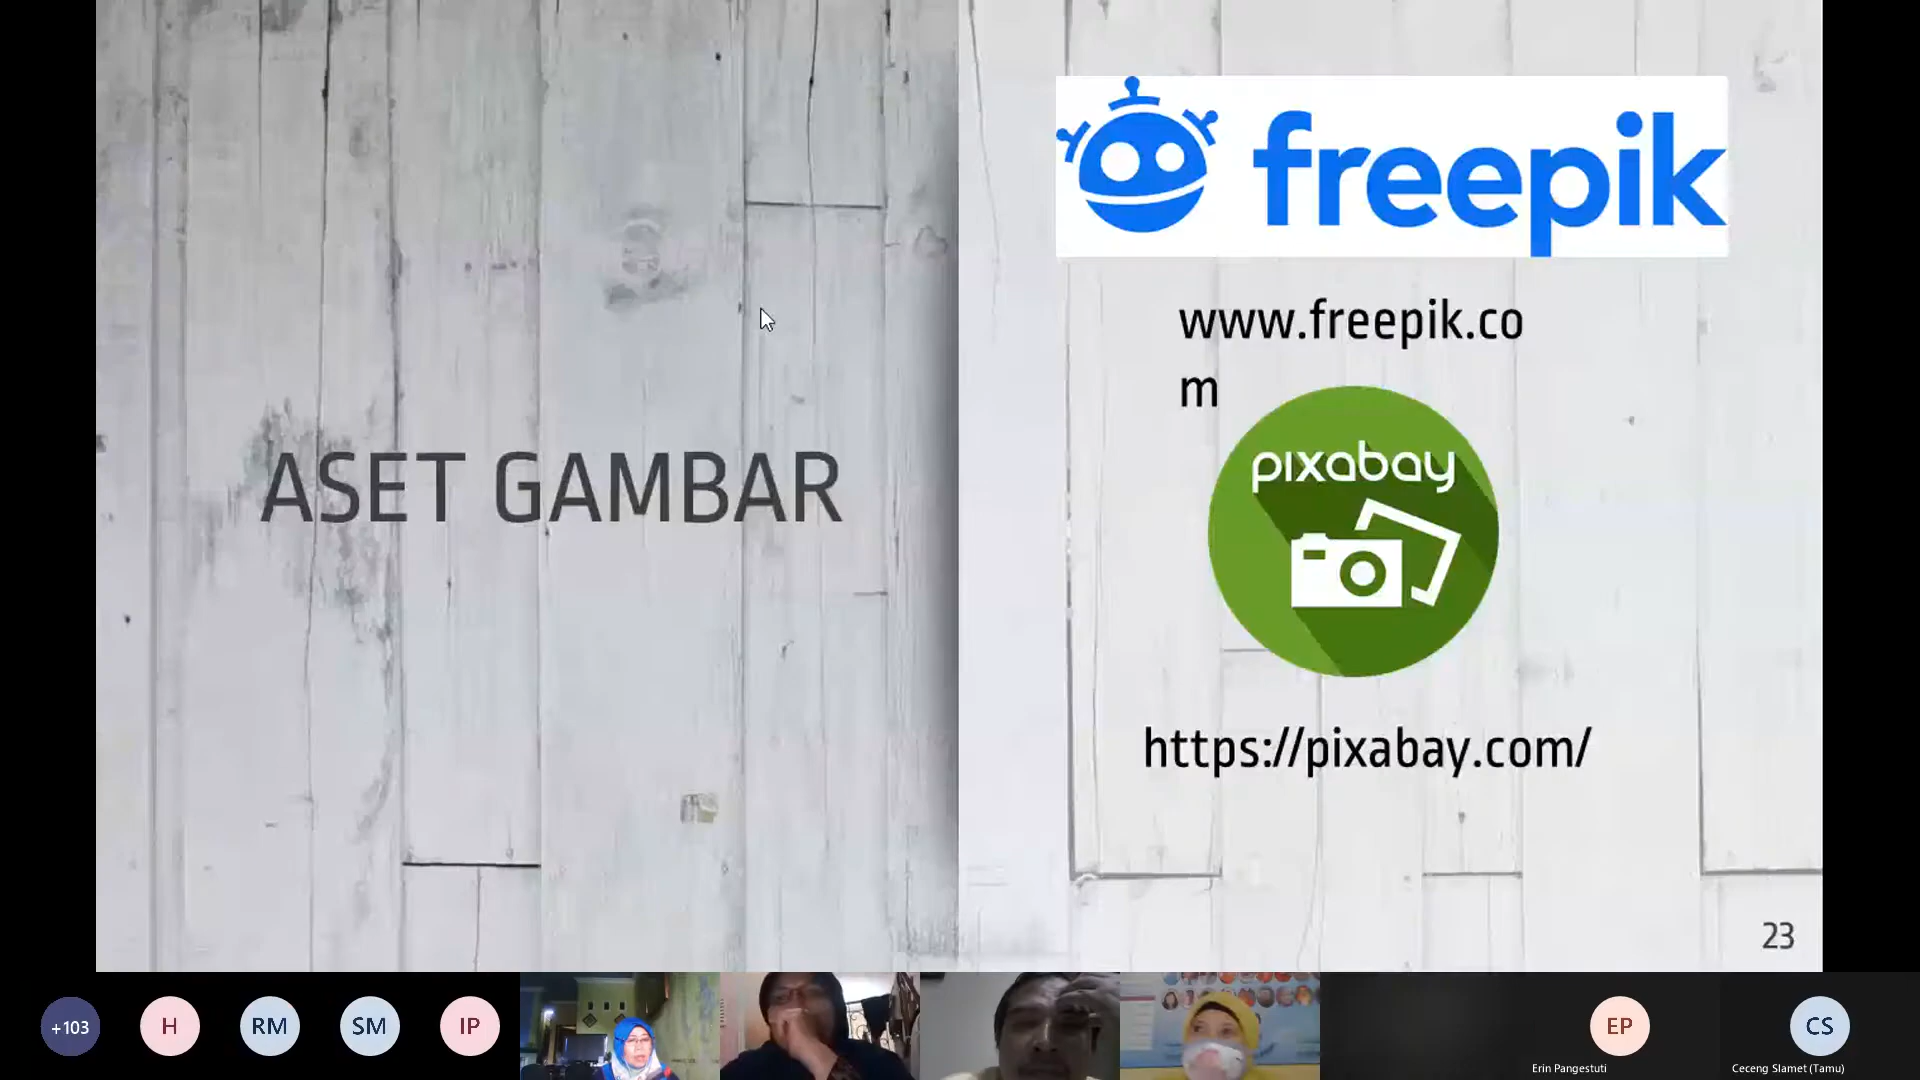 ASET GAMBAR
freepik
www.freepik.co
m
pixabay
https://pixabay.com/
23
+103
H
RM
SM
IP
EP
CS
Erin Pangestuti
Ceceng Slamet (Tamu)